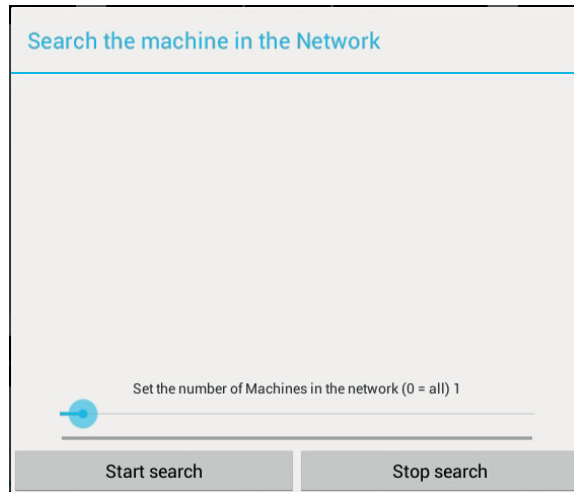 Search the machine in the Network
Set the number of Machines in the network (0 = all) 1
Start search
Stop search